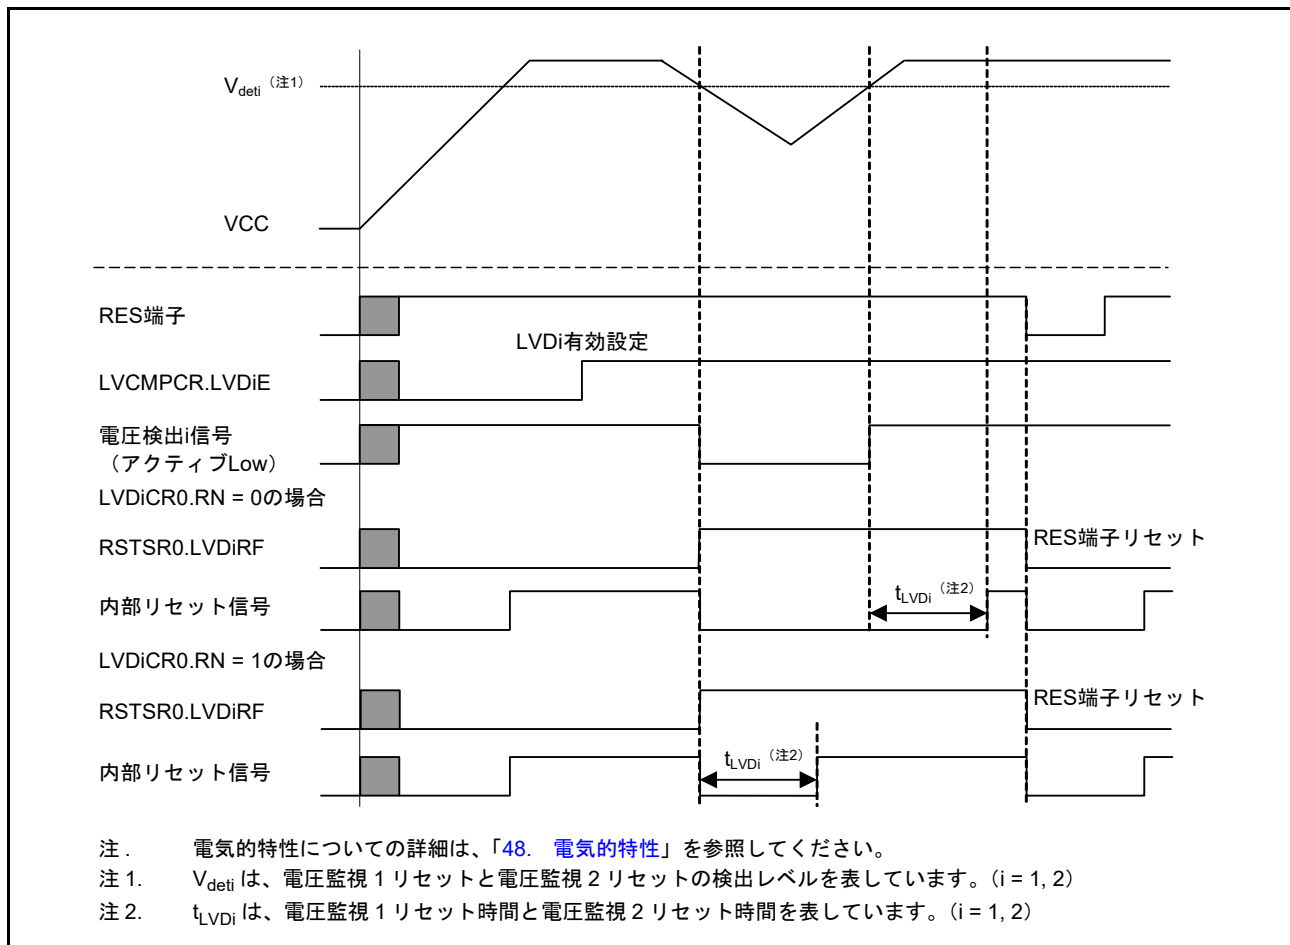 V_deti （注1）
VCC
RES端子
LVDi有効設定
LVCMPCR.LVDiE
電圧検出i信号
（アクティブLow）
LVDiCR0.RN = 0の場合
RSTSR0.LVDiRF
RES端子リセット
内部リセット信号
t_LVDi （注2）
LVDiCR0.RN = 1の場合
RSTSR0.LVDiRF
RES端子リセット
内部リセット信号
t_LVDi （注2）
注 . 電気的特性についての詳細は、「48. 電気的特性」を参照してください。
注 1. V_deti は、電圧監視 1 リセットと電圧監視 2 リセットの検出レベルを表しています。（i = 1, 2）
注 2. t_LVDi は、電圧監視 1 リセット時間と電圧監視 2 リセット時間を表しています。（i = 1, 2）